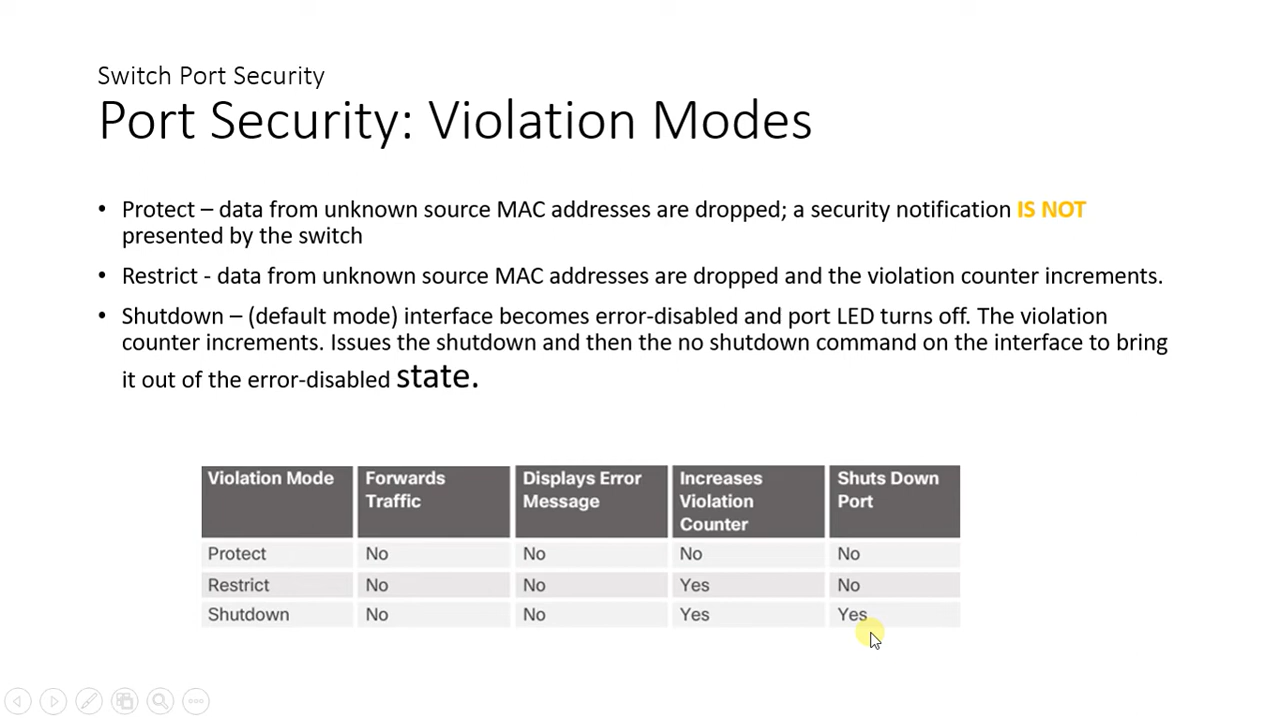 Switch Port Security
Port Security: Violation Modes
• Protect – data from unknown source MAC addresses are dropped; a security notification IS NOT
presented by the switch
• Restrict - data from unknown source MAC addresses are dropped and the violation counter increments.
• Shutdown – (default mode) interface becomes error-disabled and port LED turns off. The violation
counter increments. Issues the shutdown and then the no shutdown command on the interface to bring
it out of the error-disabled state.
Violation Mode Forwards Traffic Displays Error Message Increases Violation Counter Shuts Down Port
Protect No No No No
Restrict No No Yes No
Shutdown No No Yes Yes